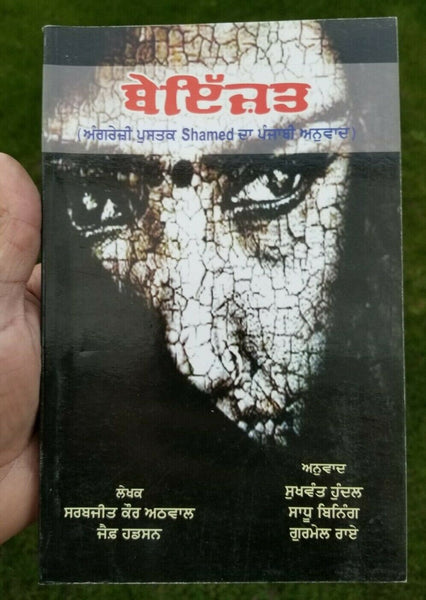 ਬੇਇੱਜ਼ਤ
(ਅੰਗਰੇਜ਼ੀ ਪੁਸਤਕ Shamed ਦਾ ਪੰਜਾਬੀ ਅਨੁਵਾਦ)
ਲੇਖਕ
ਸਰਬਜੀਤ ਕੌਰ ਅਠਵਾਲ
ਜੈਫ਼ ਹਡਸਨ
ਅਨੁਵਾਦ
ਸੁਖਵੰਤ ਹੁੰਦਲ
ਸਾਧੂ ਬਿਨਿੰਗ
ਗੁਰਮੇਲ ਰਾਏ